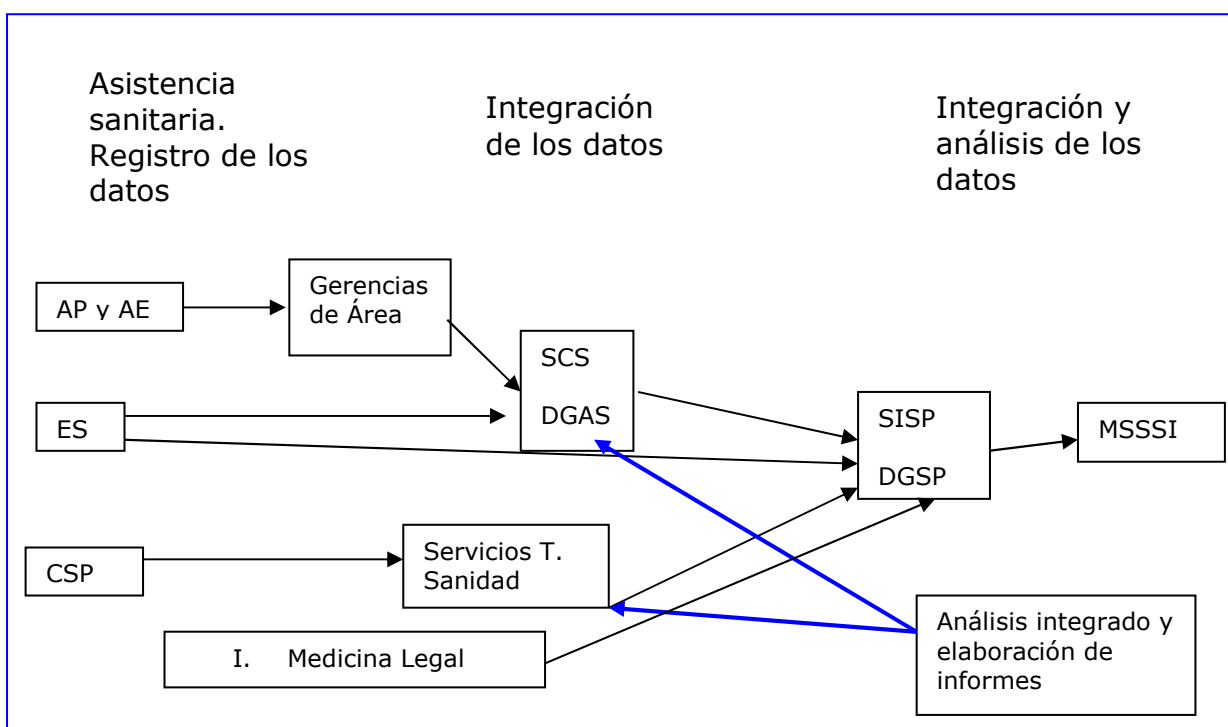 Asistencia
sanitaria.
Registro de los
datos
Integración
de los datos
Integración y
análisis de los
datos
AP y AE
Gerencias
de Área
SCS
DGAS
ES
SISP
DGSP
MSSSI
CSP
Servicios T.
Sanidad
I. Medicina Legal
Análisis integrado y
elaboración de
informes